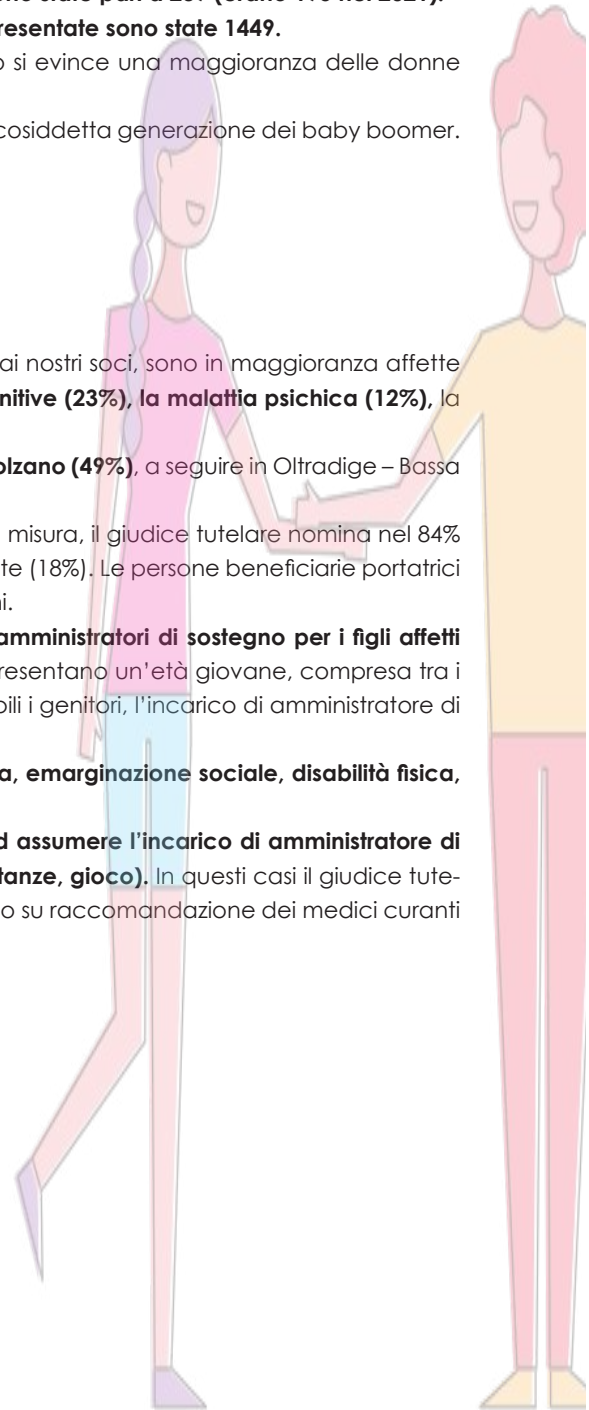 resentate sono state 1449.
o si evince una maggioranza delle donne
cosiddetta generazione dei baby boomer.
ai nostri soci, sono in maggioranza affette
nitive (23%), la malattia psichica (12%), la
olzano (49%), a seguire in Oltradige – Bassa
misura, il giudice tutelare nomina nel 84%
te (18%). Le persone beneficiarie portatrici
i.
amministratori di sostegno per i figli affetti
resentano un'età giovane, compresa tra i
bili i genitori, l'incarico di amministratore di
a, emarginazione sociale, disabilità fisica,
d assumere l'incarico di amministratore di
tanze, gioco). In questi casi il giudice tute-
o su raccomandazione dei medici curanti